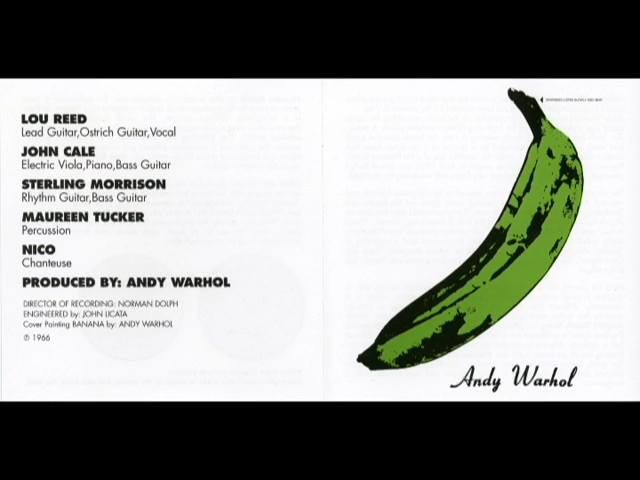 LOU REED
Lead Guitar,Ostrich Guitar,Vocal
JOHN CALE
Electric Viola,Piano,Bass Guitar
STERLING MORRISON
Rhythm Guitar,Bass Guitar
MAUREEN TUCKER
Percussion
NICO
Chanteuse
PRODUCED BY: ANDY WARHOL
DIRECTOR OF RECORDING: NORMAN DOLPH
ENGINEERED by: JOHN LICATA
Cover Painting BANANA by: ANDY WARHOL
℗ 1966
Andy Warhol